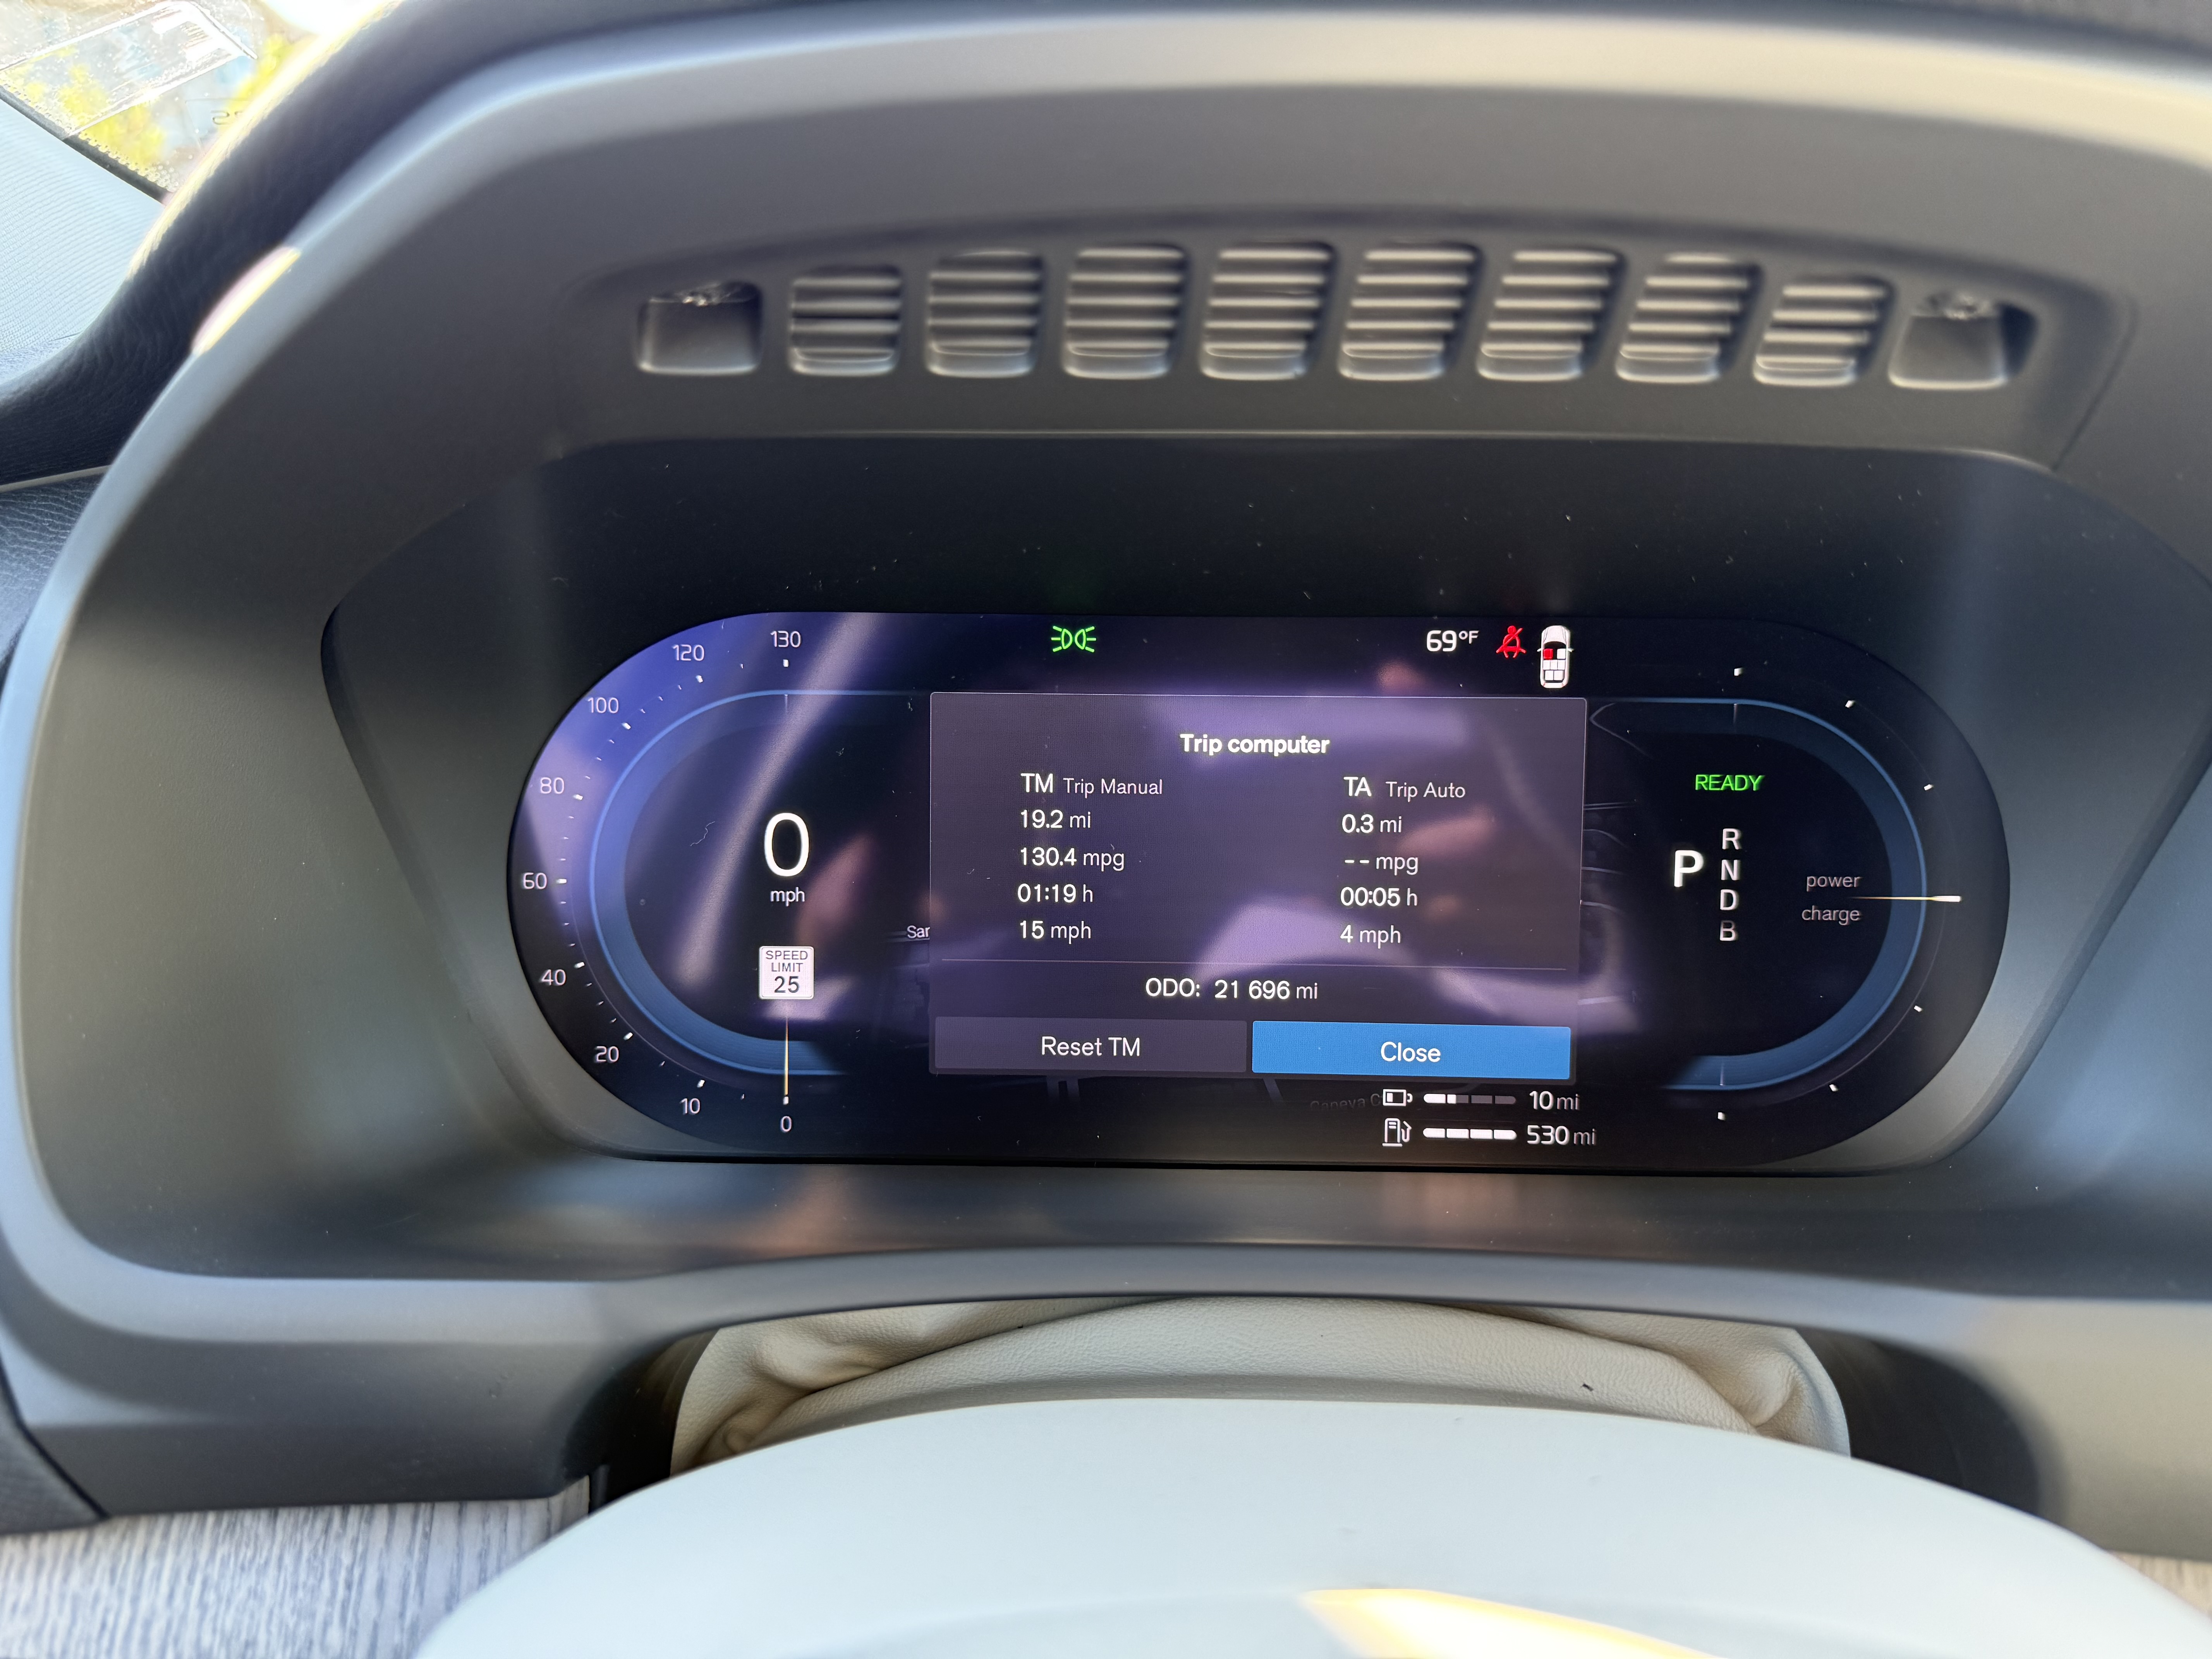 130
120
100
80
60
40
20
10
0
69°F
0
mph
SPEED
LIMIT
25
Trip computer
TM Trip Manual
19.2 mi
130.4 mpg
01:19 h
15 mph
TA Trip Auto
0.3 mi
-- mpg
00:05 h
4 mph
ODO: 21 696 mi
Reset TM
Close
Sar
READY
P
R
N
D
B
power
charge
10 mi
530 mi